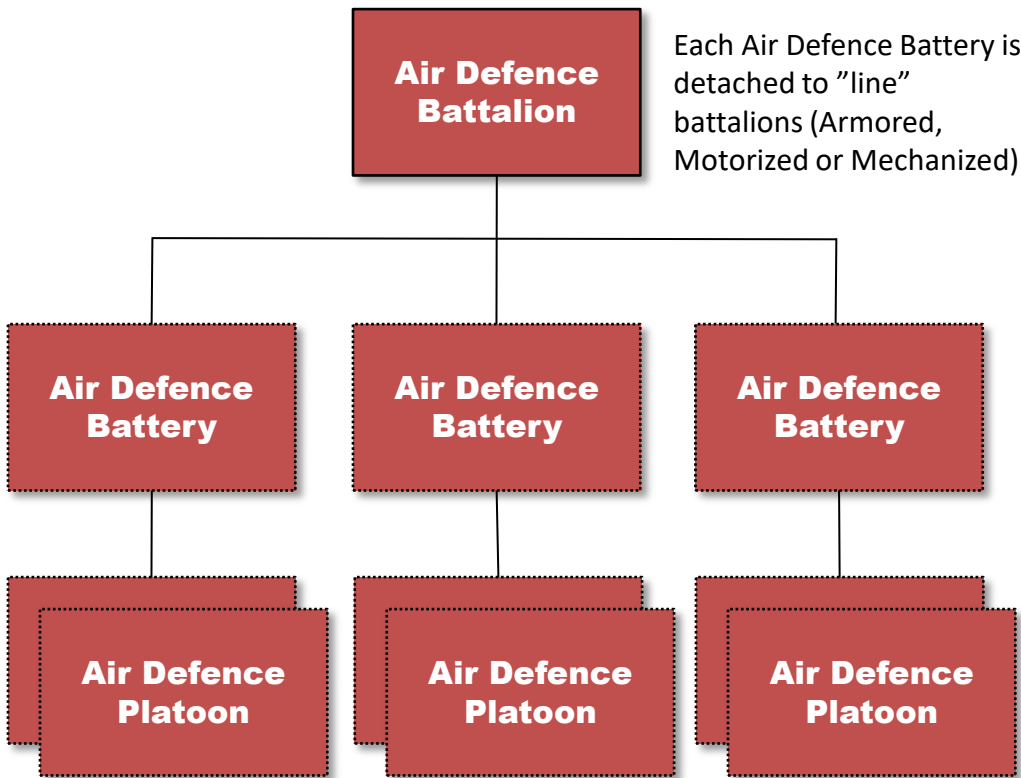 Air Defence
Battalion
Each Air Defence Battery is
detached to ”line”
battalions (Armored,
Motorized or Mechanized)
Air Defence
Battery
Air Defence
Battery
Air Defence
Battery
Air Defence
Platoon
Air Defence
Platoon
Air Defence
Platoon